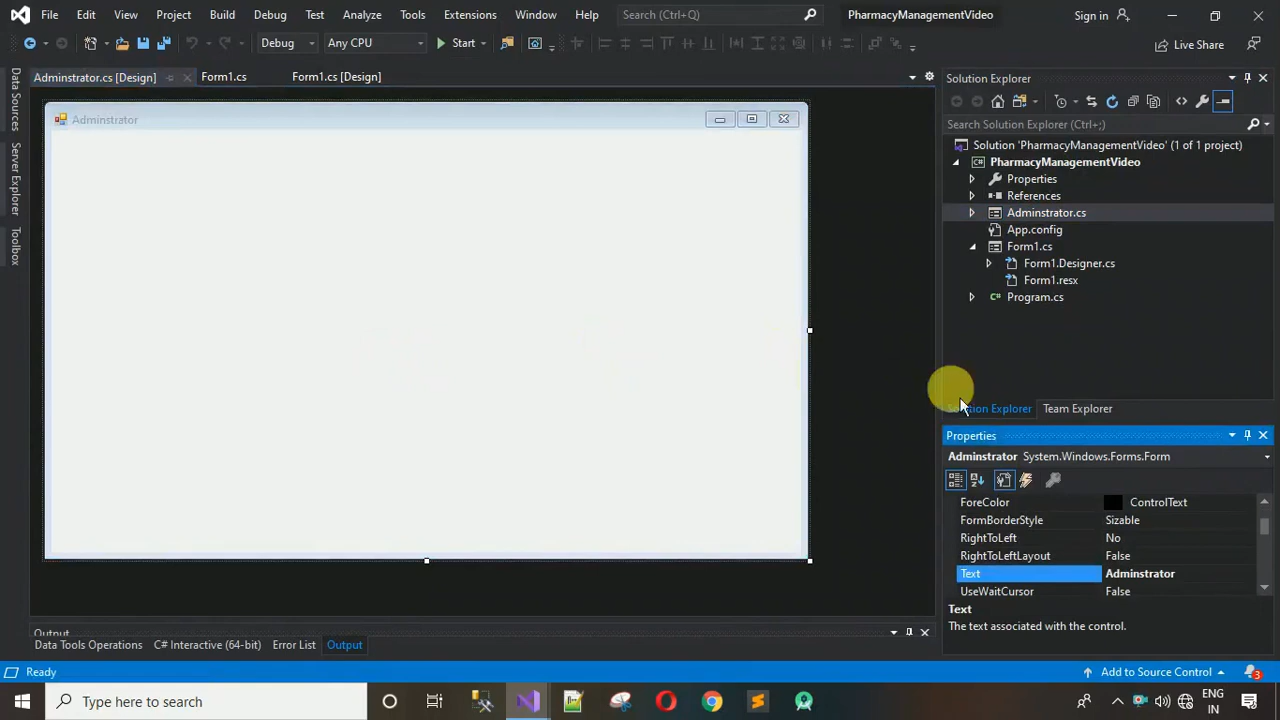 File Edit View Project Build Debug Test Analyze Tools Extensions Window Help Search (Ctrl+Q) PharmacyManagementVideo Sign in
Debug Any CPU Start Live Share
Adminstrator.cs [Design] Form1.cs Form1.cs [Design]
Data Sources
Server Explorer
Toolbox
Adminstrator
Solution Explorer
Search Solution Explorer (Ctrl+;)
Solution 'PharmacyManagementVideo' (1 of 1 project)
PharmacyManagementVideo
Properties
References
Adminstrator.cs
App.config
Form1.cs
Form1.Designer.cs
Form1.resx
Program.cs
Solution Explorer Team Explorer
Properties
Adminstrator System.Windows.Forms.Form
ForeColor ControlText
FormBorderStyle Sizable
RightToLeft No
RightToLeftLayout False
Text Adminstrator
UseWaitCursor False
Text
The text associated with the control.
Output
Data Tools Operations C# Interactive (64-bit) Error List Output
Ready Add to Source Control 3
Type here to search ENG
IN